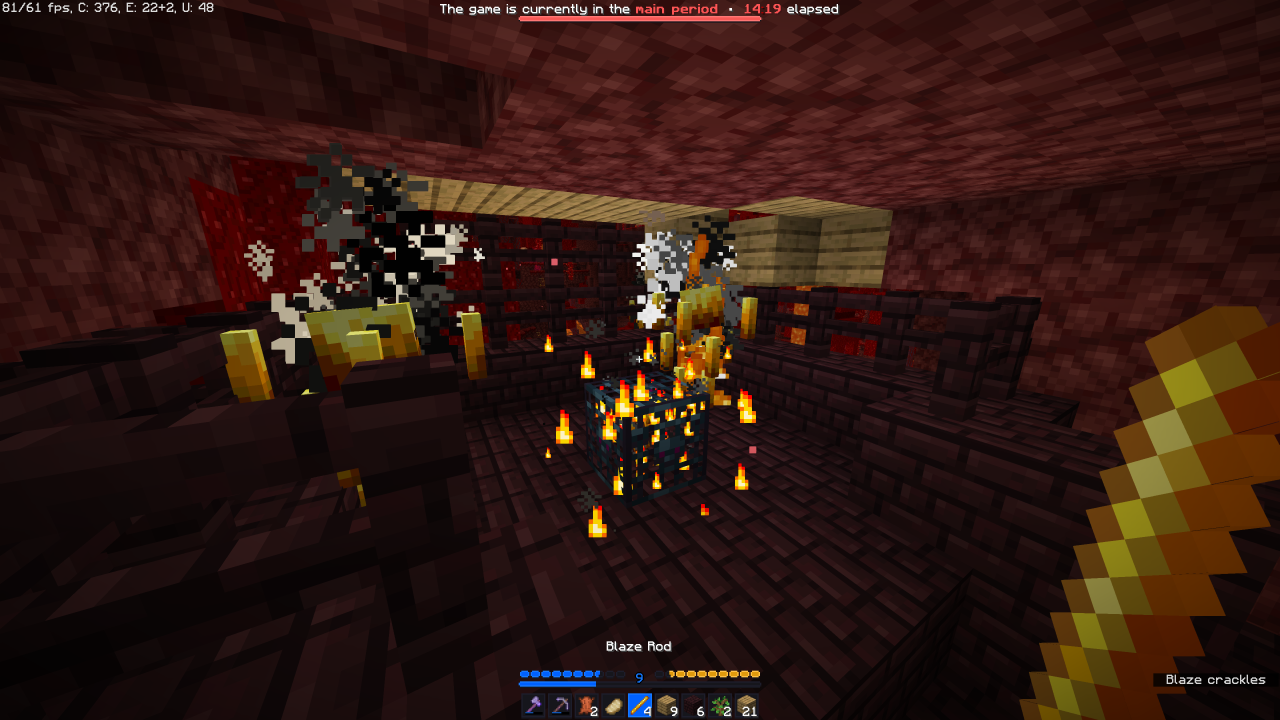 81/61 fps, C: 376, E: 22+2, U: 48
The game is currently in the main period • 14:19 elapsed
Blaze Rod
9
2 4 9 6 2 21
Blaze crackles